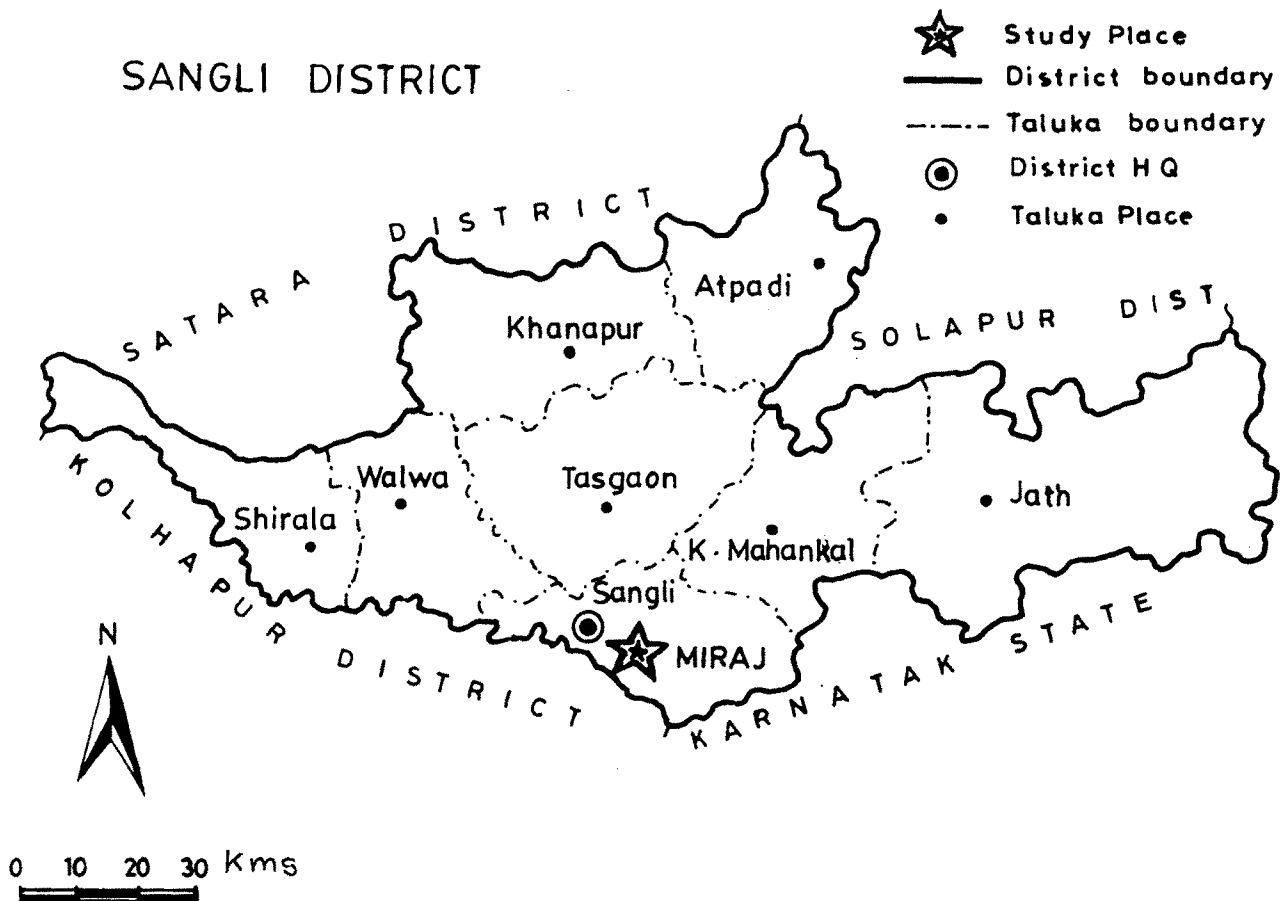 SANGLI DISTRICT
Study Place
District boundary
Taluka boundary
District HQ
Taluka Place
SATARA DISTRICT
SOLAPUR DIST
KOLHAPUR DISTRICT
KARNATAK STATE
Atpadi
Khanapur
Walwa
Tasgaon
Shirala
Jath
K. Mahankal
Sangli
MIRAJ
N
0 10 20 30 Kms